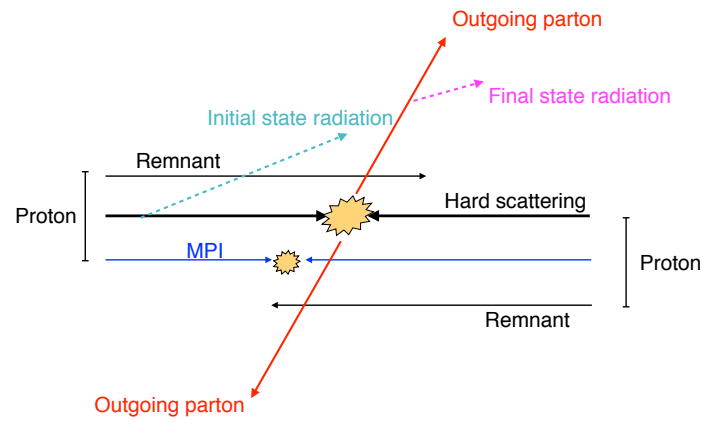 Outgoing parton
Final state radiation
Initial state radiation
Remnant
Hard scattering
Proton
MPI
Proton
Remnant
Outgoing parton